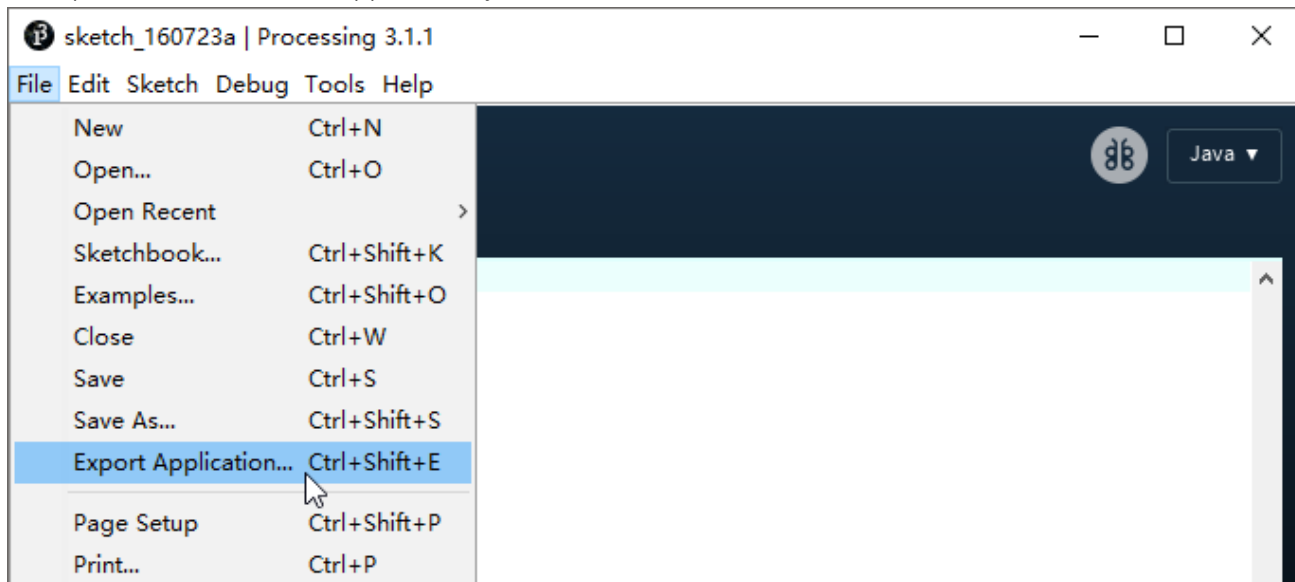 sketch_160723a | Processing 3.1.1
File Edit Sketch Debug Tools Help
New Ctrl+N
Java ▼
Open... Ctrl+O
Open Recent >
Sketchbook... Ctrl+Shift+K
Examples... Ctrl+Shift+O
Close Ctrl+W
Save Ctrl+S
Save As... Ctrl+Shift+S
Export Application... Ctrl+Shift+E
Page Setup Ctrl+Shift+P
Print... Ctrl+P